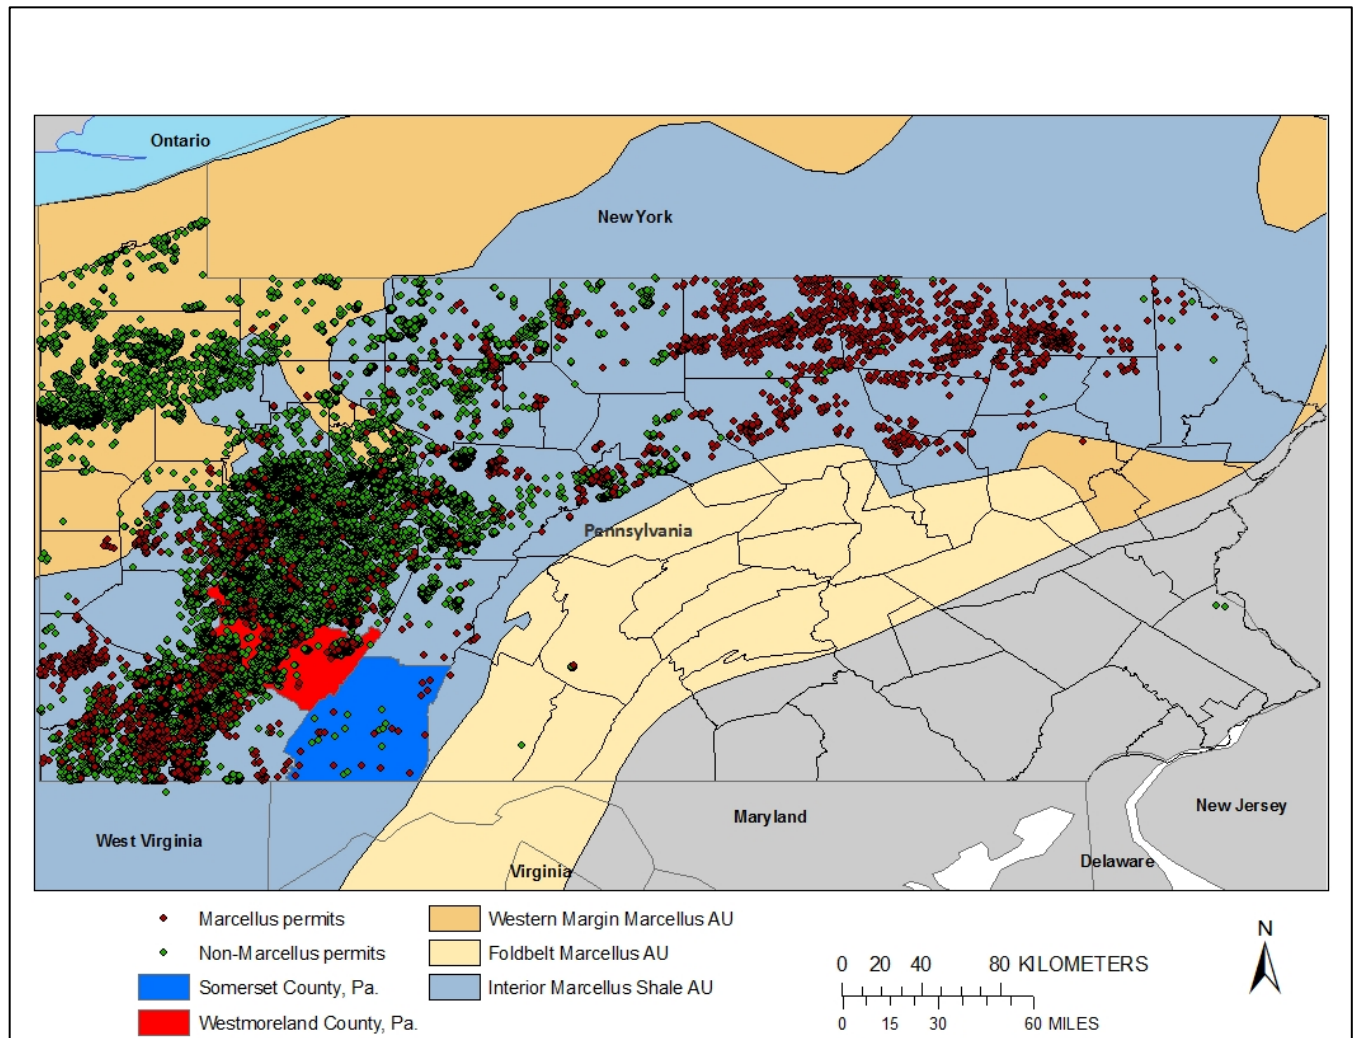 Ontario
New York
Pennsylvania
West Virginia
Virginia
Maryland
Delaware
New Jersey
Marcellus permits
Non-Marcellus permits
Somerset County, Pa.
Westmoreland County, Pa.
Western Margin Marcellus AU
Foldbelt Marcellus AU
Interior Marcellus Shale AU
0 20 40 80 KILOMETERS
0 15 30 60 MILES
N